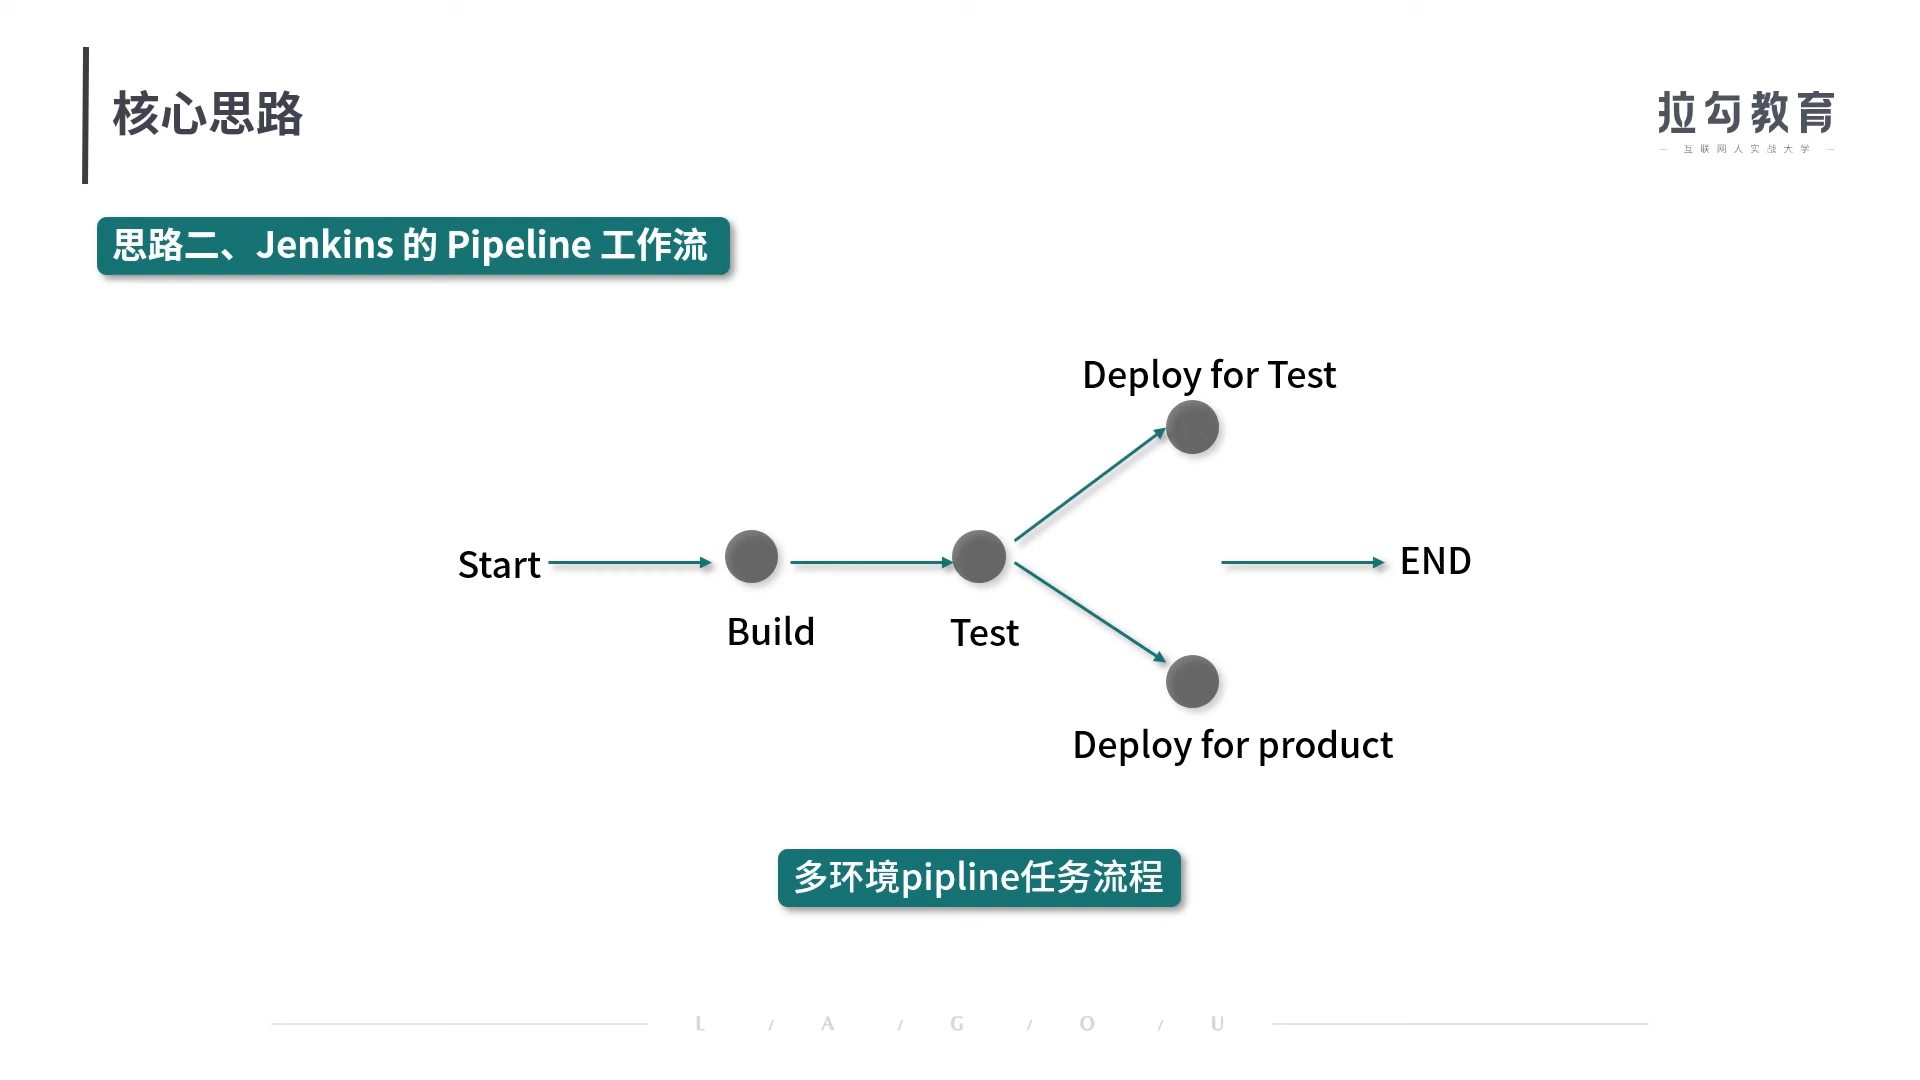 核心思路
拉勾教育
互联网人实战大学
思路二、Jenkins 的 Pipeline 工作流
Deploy for Test
Start
END
Build
Test
Deploy for product
多环境pipline任务流程
L / A / G / O / U